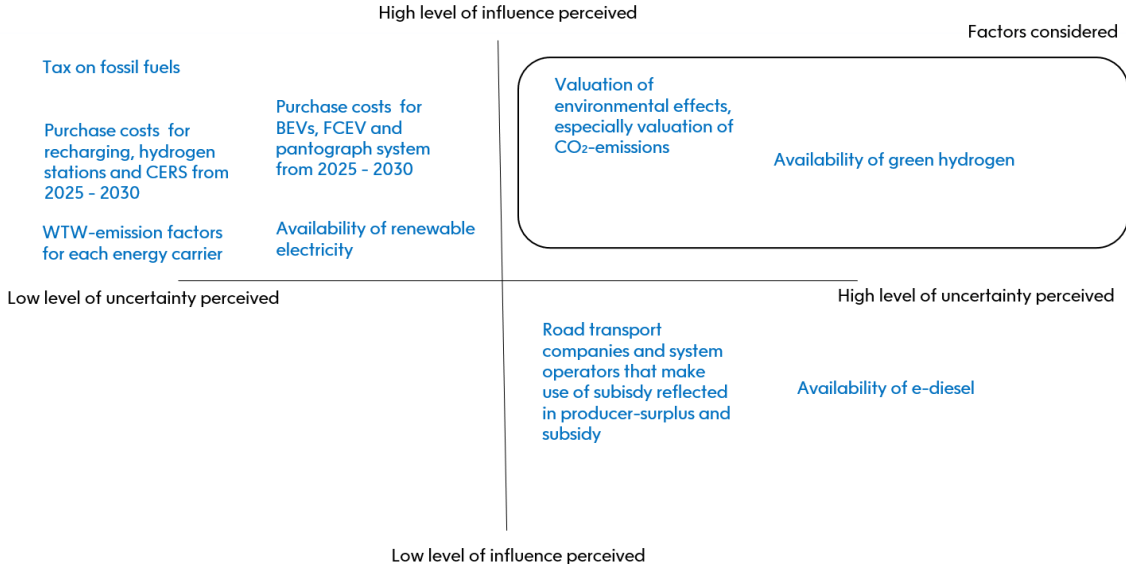 High level of influence perceived
Factors considered
Tax on fossil fuels
Purchase costs for
recharging, hydrogen
stations and CERS from
2025 - 2030
Purchase costs for
BEVs, FCEV and
pantograph system
from 2025 - 2030
WTW-emission factors
for each energy carrier
Availability of renewable
electricity
Valuation of
environmental effects,
especially valuation of
CO₂-emissions
Availability of green hydrogen
Low level of uncertainty perceived
High level of uncertainty perceived
Road transport
companies and system
operators that make
use of subisdy reflected
in producer-surplus and
subsidy
Availability of e-diesel
Low level of influence perceived